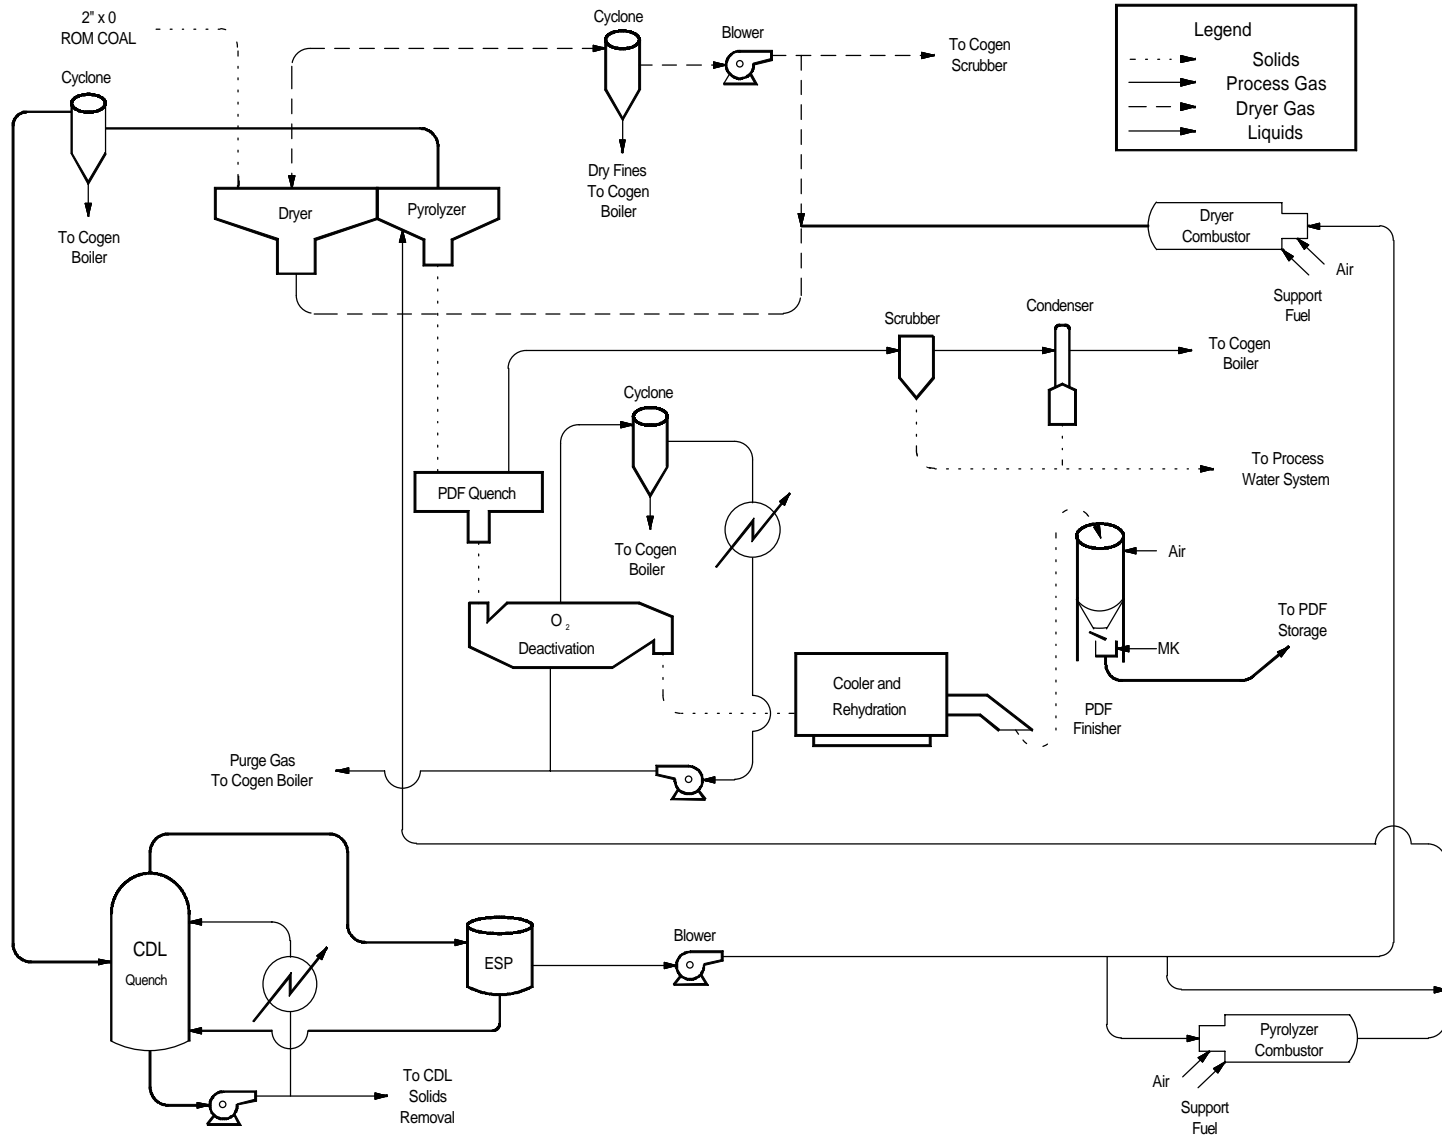 2" x 0
ROM COAL
Cyclone
To Cogen
Boiler
Cyclone
Blower
To Cogen
Scrubber
Dry Fines
To Cogen
Boiler
Legend
Solids
Process Gas
Dryer Gas
Liquids
Dryer
Pyrolyzer
Dryer
Combustor
Air
Support
Fuel
Scrubber
Condenser
To Cogen
Boiler
Cyclone
To Cogen
Boiler
PDF Quench
To Process
Water System
Air
To PDF
Storage
MK
PDF
Finisher
O2
Deactivation
Cooler and
Rehydration
Purge Gas
To Cogen Boiler
CDL
Quench
ESP
Blower
Pyrolyzer
Combustor
Air
Support
Fuel
To CDL
Solids
Removal